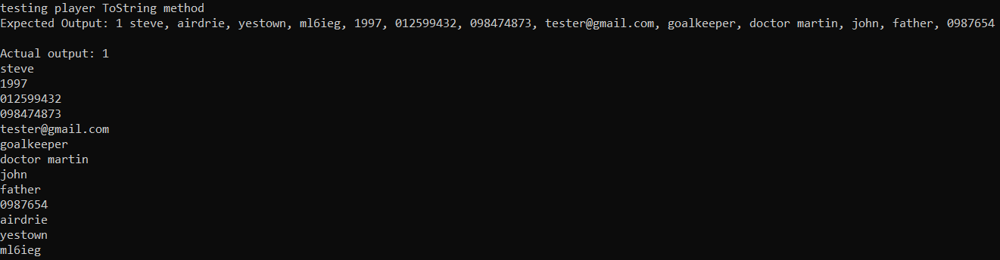 testing player ToString method
Expected Output: 1 steve, airdrie, yestown, ml6ieg, 1997, 012599432, 098474873, tester@gmail.com, goalkeeper, doctor martin, john, father, 0987654
Actual output: 1
steve
1997
012599432
098474873
tester@gmail.com
goalkeeper
doctor martin
john
father
0987654
airdrie
yestown
ml6ieg